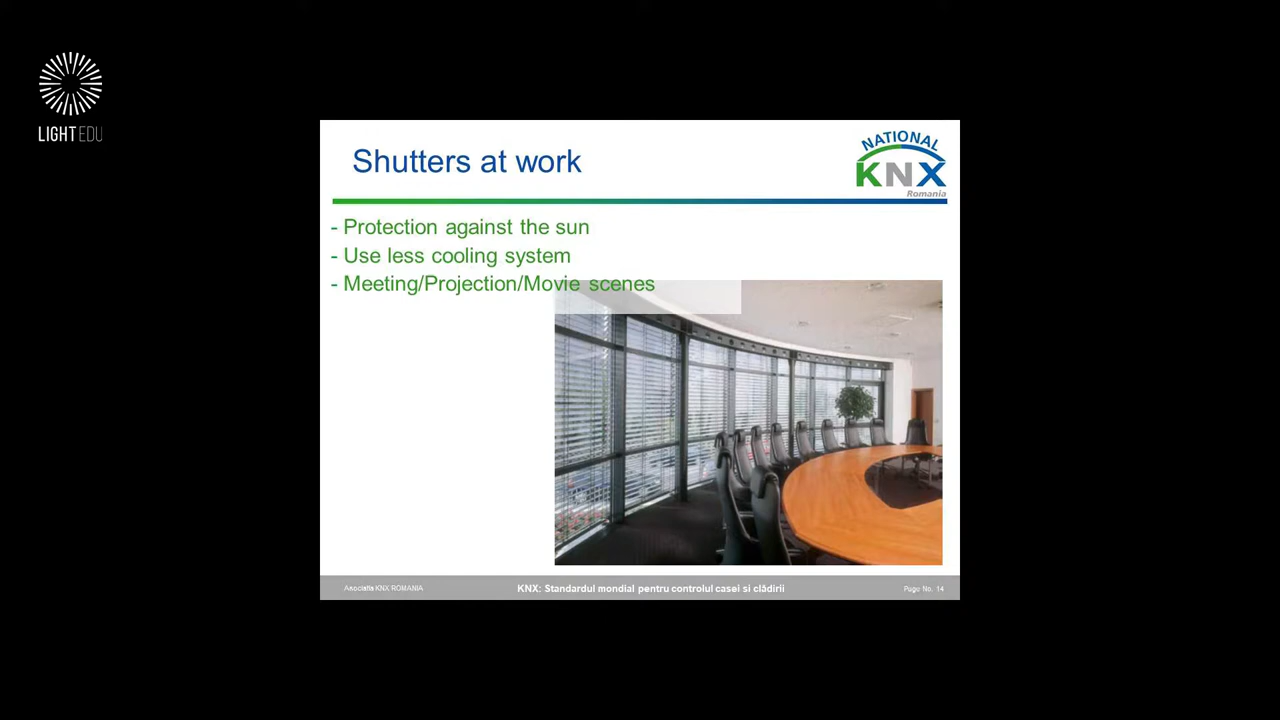 LIGHT EDU
Shutters at work
NATIONAL
KNX
Romania
- Protection against the sun
- Use less cooling system
- Meeting/Projection/Movie scenes
Asociatia KNX ROMANIA
KNX: Standardul mondial pentru controlul casei si clădirii
Page No. 14